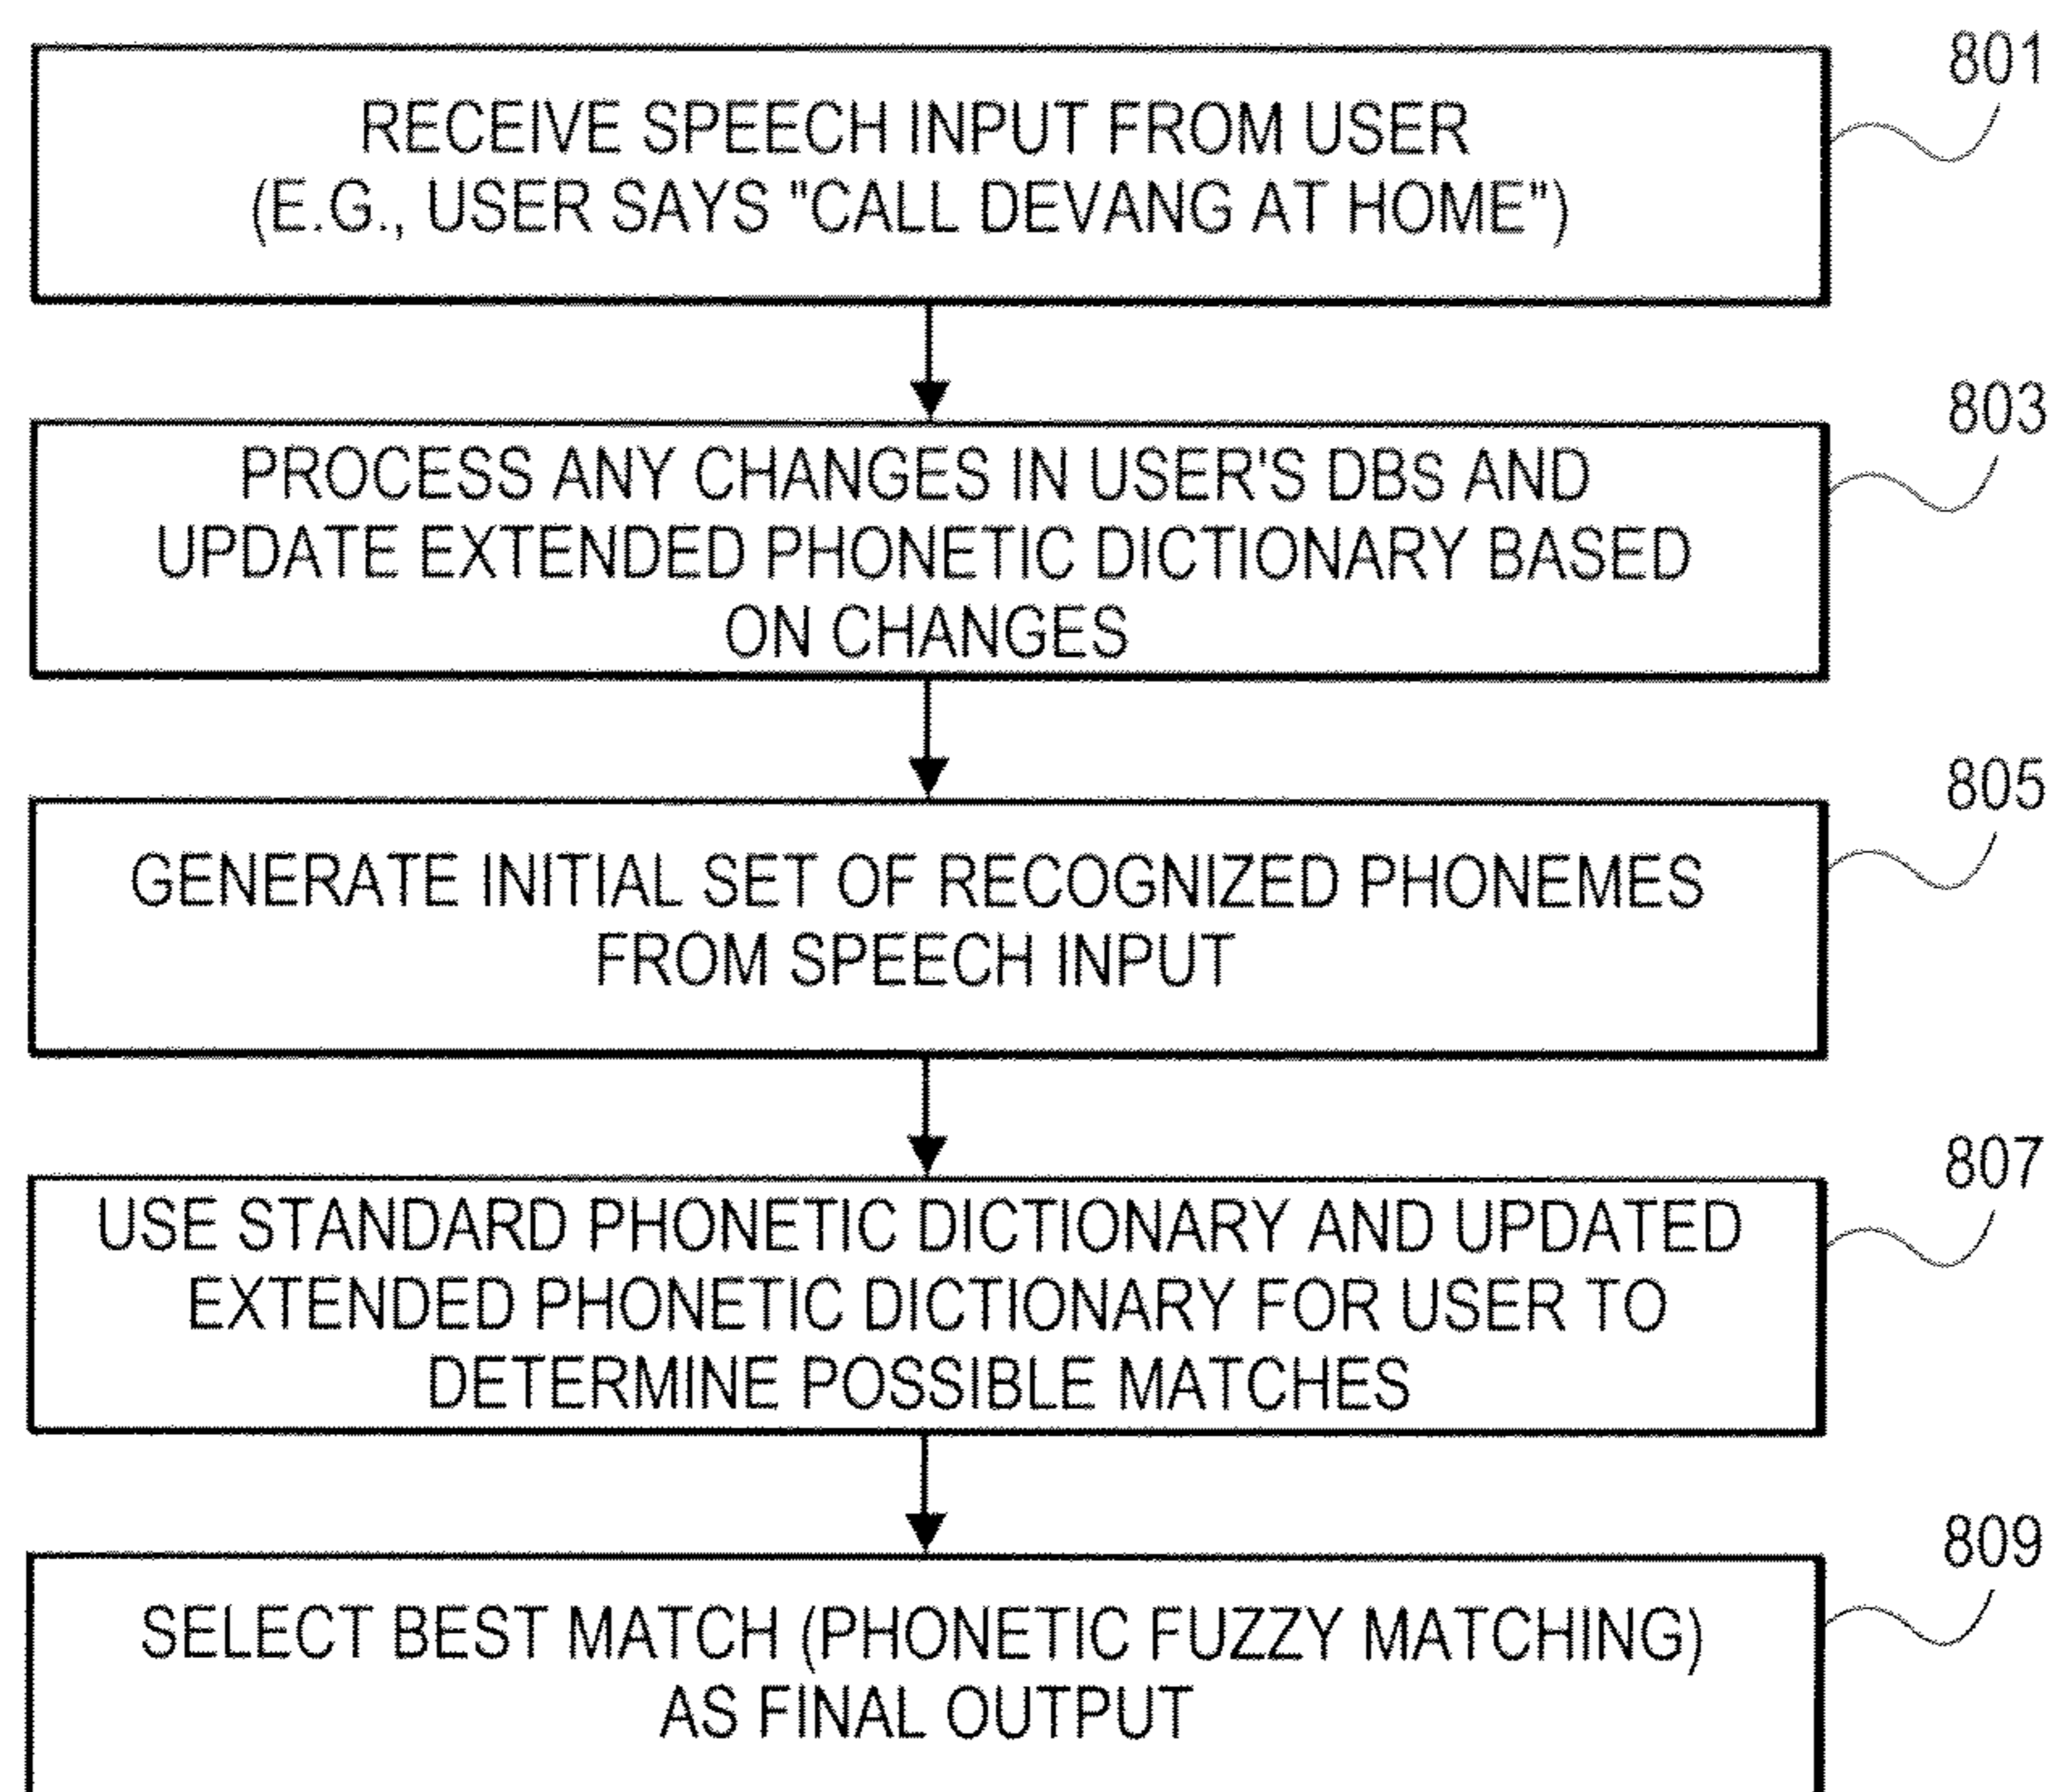 801
RECEIVE SPEECH INPUT FROM USER
(E.G., USER SAYS "CALL DEVANG AT HOME")
803
PROCESS ANY CHANGES IN USER'S DBs AND
UPDATE EXTENDED PHONETIC DICTIONARY BASED
ON CHANGES
805
GENERATE INITIAL SET OF RECOGNIZED PHONEMES
FROM SPEECH INPUT
807
USE STANDARD PHONETIC DICTIONARY AND UPDATED
EXTENDED PHONETIC DICTIONARY FOR USER TO
DETERMINE POSSIBLE MATCHES
809
SELECT BEST MATCH (PHONETIC FUZZY MATCHING)
AS FINAL OUTPUT